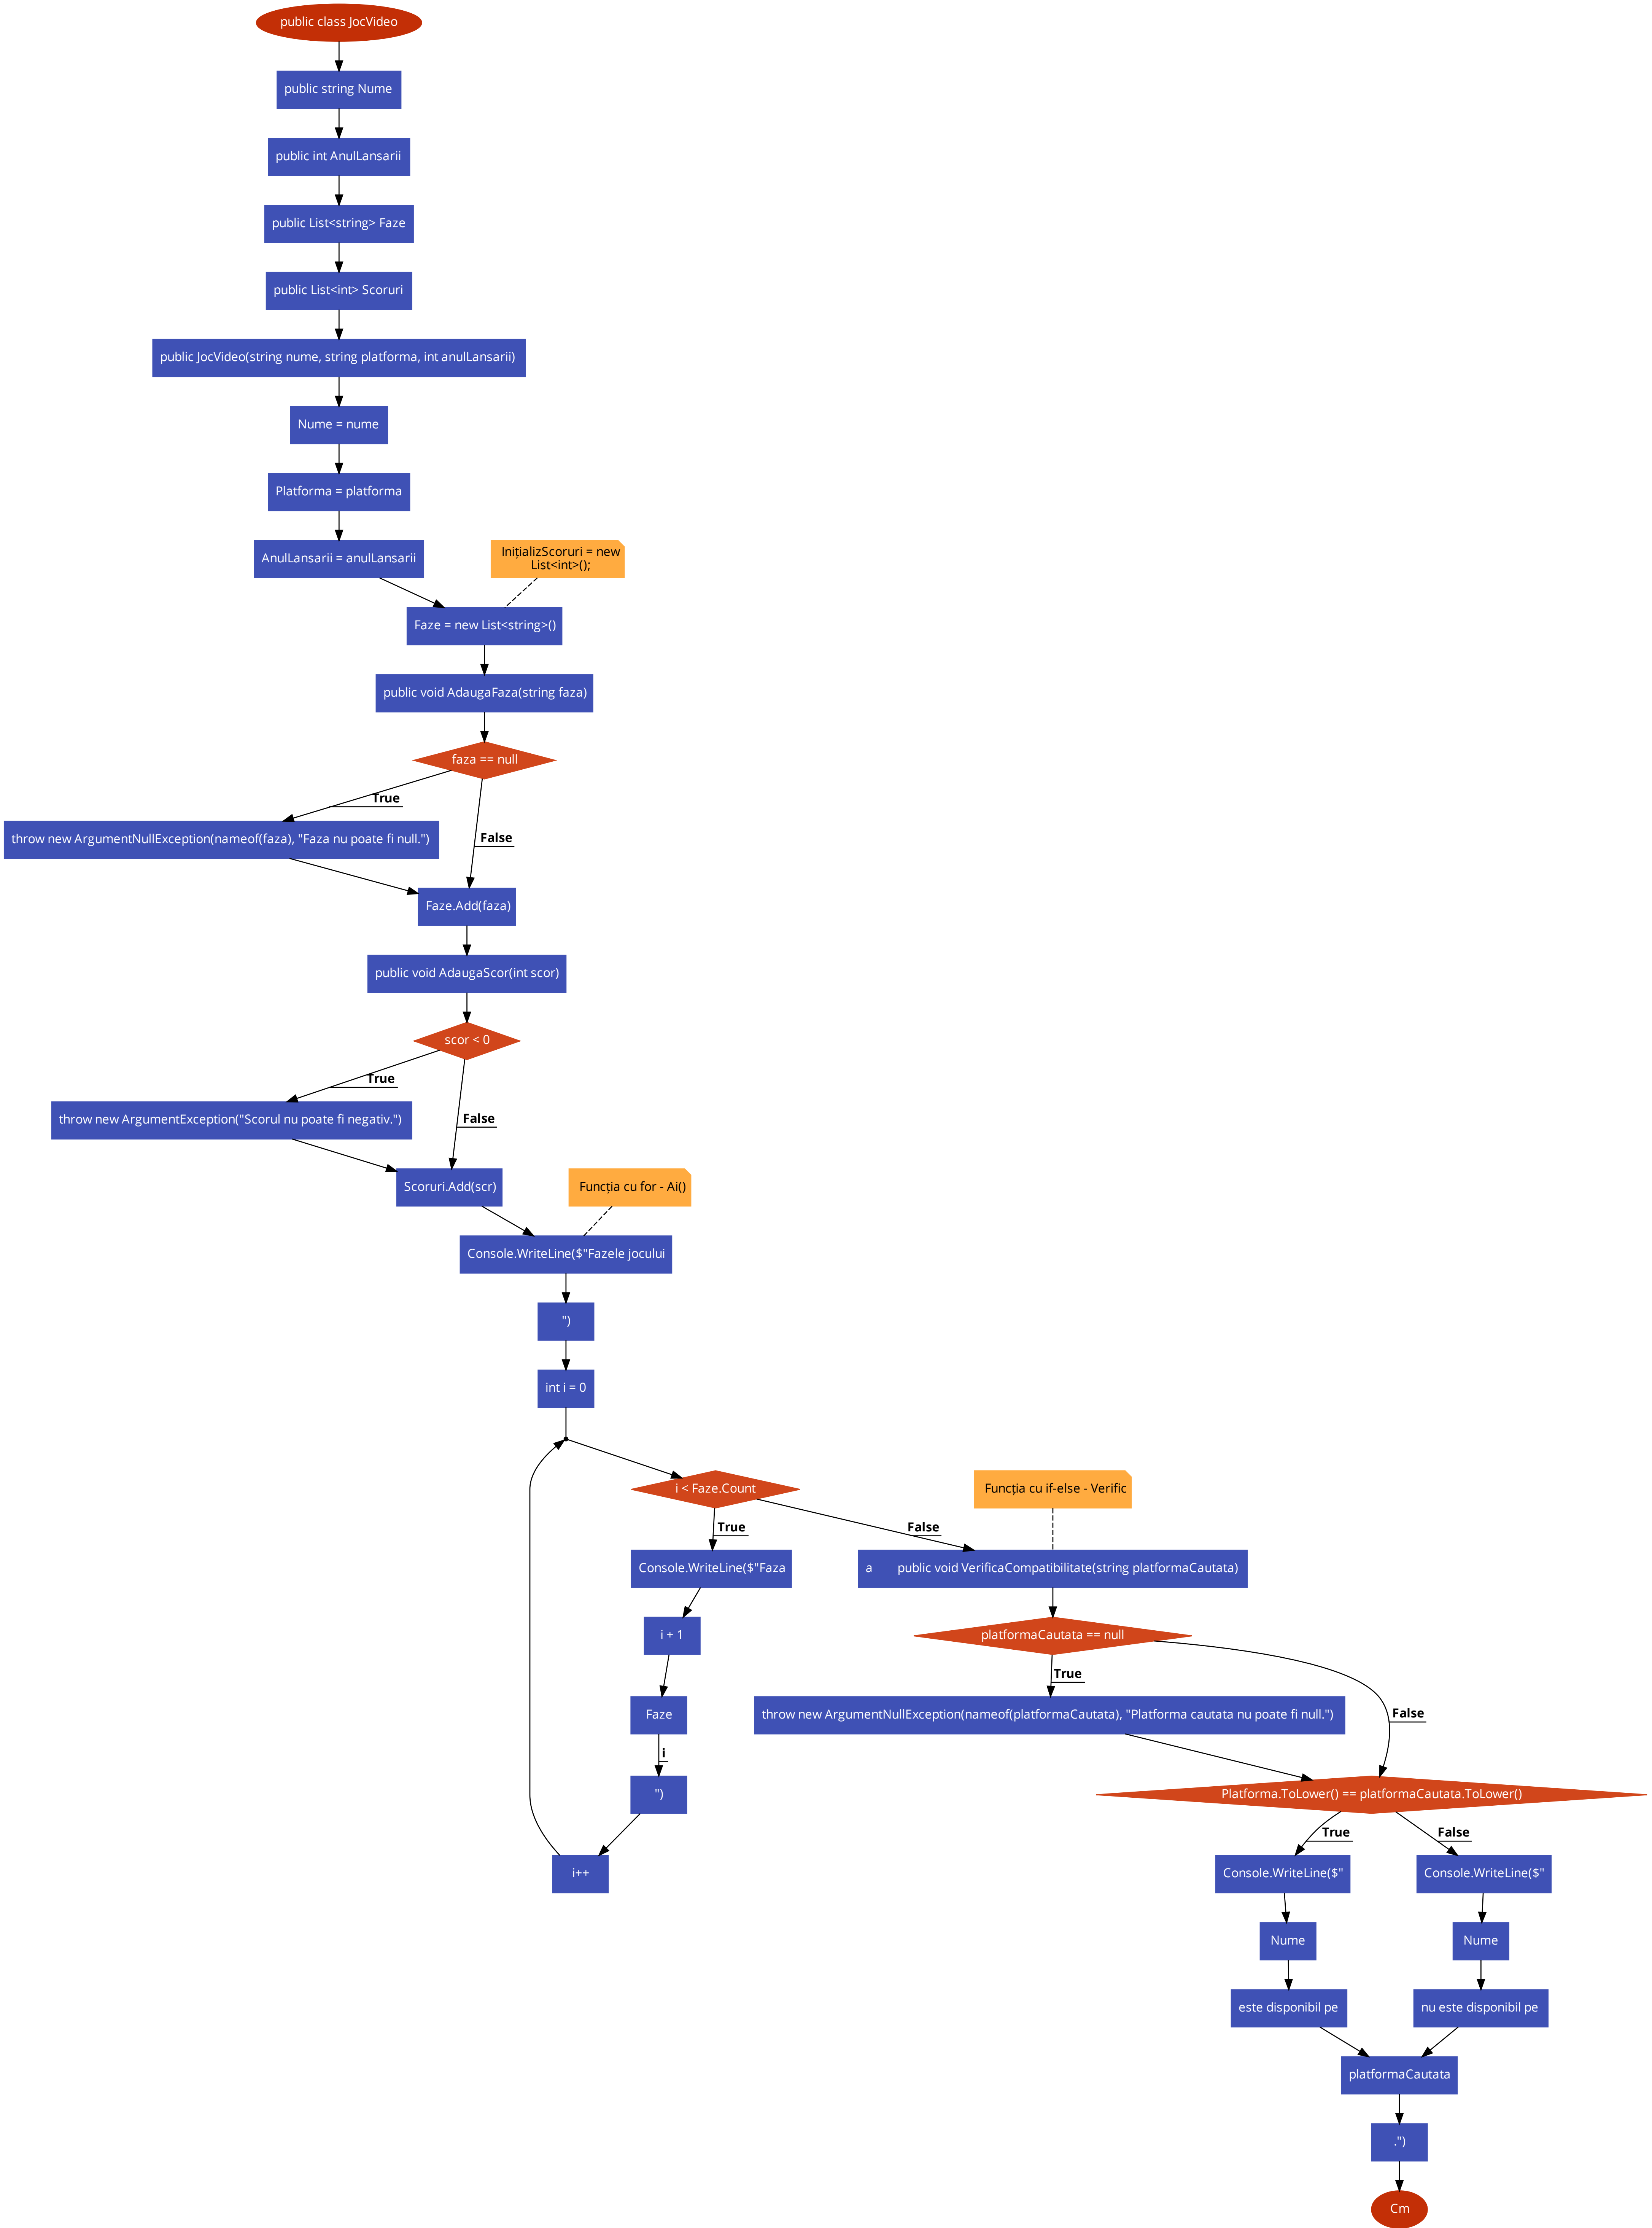 public class JocVideo
public string Nume
public int AnulLansarii
public List<string> Faze
public List<int> Scoruri
public JocVideo(string nume, string platforma, int anulLansarii)
Nume = nume
Platforma = platforma
AnulLansarii = anulLansarii
InițializScoruri = new
List<int>();
Faze = new List<string>()
public void AdaugaFaza(string faza)
faza == null
True
throw new ArgumentNullException(nameof(faza), "Faza nu poate fi null.")
False
Faze.Add(faza)
public void AdaugaScor(int scor)
scor < 0
True
throw new ArgumentException("Scorul nu poate fi negativ.")
False
Scoruri.Add(scr)
Funcția cu for - Ai()
Console.WriteLine($"Fazele jocului
")
int i = 0
i < Faze.Count
Funcția cu if-else - Verific
True
False
Console.WriteLine($"Faza
a public void VerificaCompatibilitate(string platformaCautata)
i + 1
platformaCautata == null
True
Faze
throw new ArgumentNullException(nameof(platformaCautata), "Platforma cautata nu poate fi null.")
False
i
")
Platforma.ToLower() == platformaCautata.ToLower()
True
False
i++
Console.WriteLine($"
Console.WriteLine($"
Nume
Nume
este disponibil pe
nu este disponibil pe
platformaCautata
.")
Cm